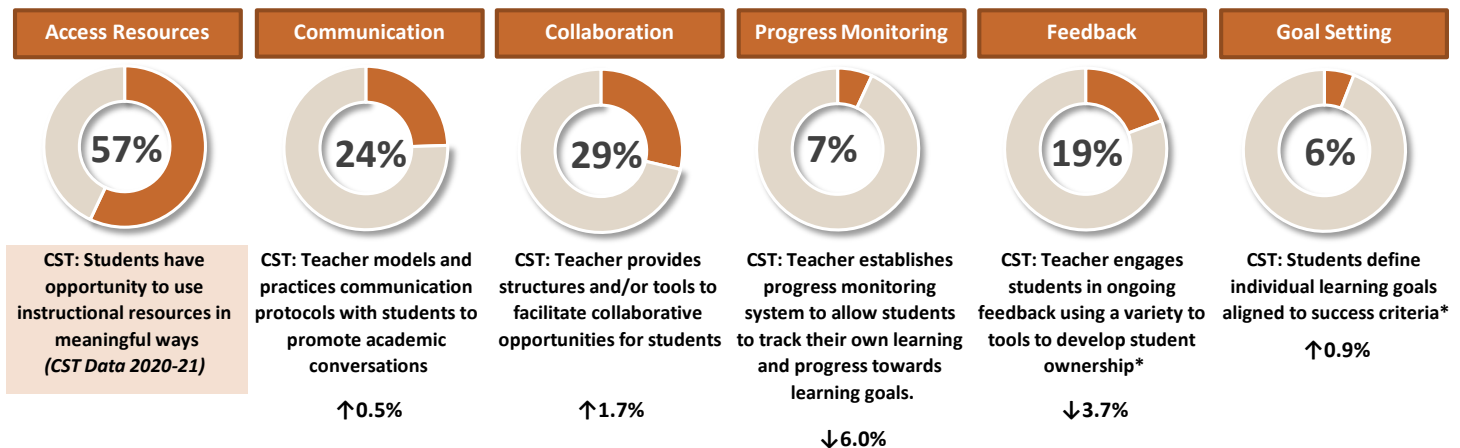 Access Resources
57%
CST: Students have
opportunity to use
instructional resources in
meaningful ways
(CST Data 2020-21)
Communication
24%
CST: Teacher models and
practices communication
protocols with students to
promote academic
conversations
↑0.5%
Collaboration
29%
CST: Teacher provides
structures and/or tools to
facilitate collaborative
opportunities for students
↑1.7%
Progress Monitoring
7%
CST: Teacher establishes
progress monitoring
system to allow students
to track their own learning
and progress towards
learning goals.
↓6.0%
Feedback
19%
CST: Teacher engages
students in ongoing
feedback using a variety to
tools to develop student
ownership*
↓3.7%
Goal Setting
6%
CST: Students define
individual learning goals
aligned to success criteria*
↑0.9%